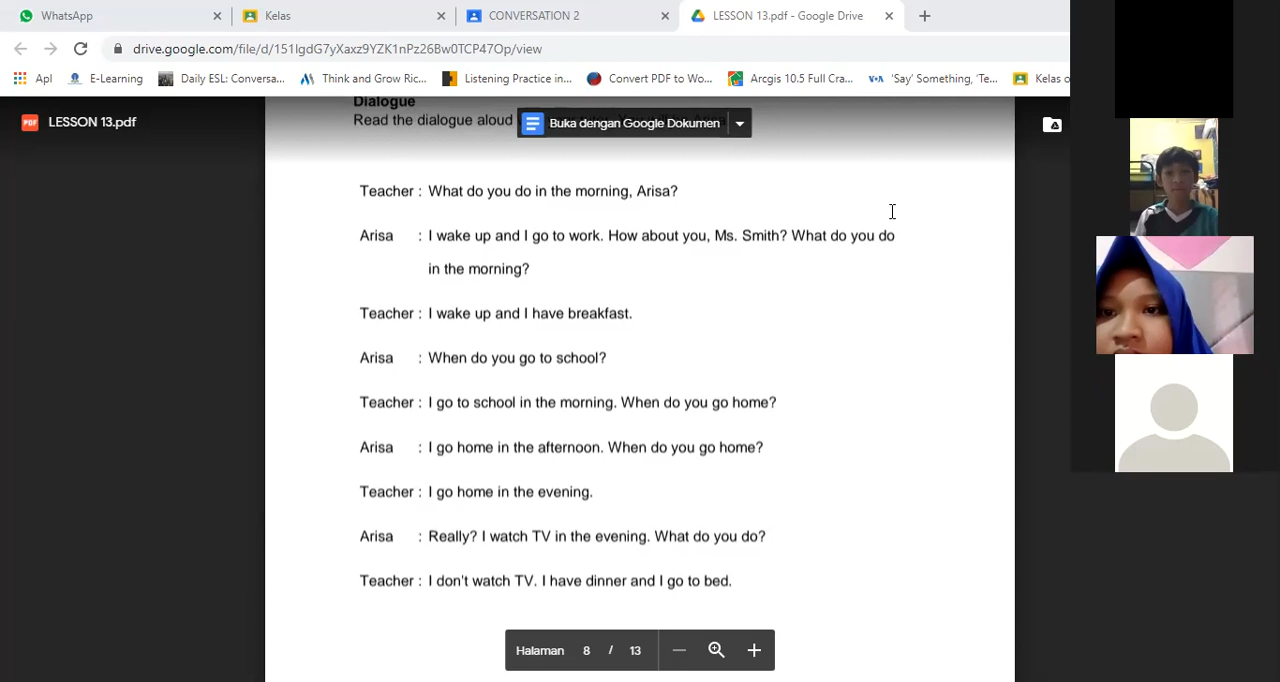 WhatsApp
Kelas
CONVERSATION 2
LESSON 13.pdf - Google Drive
drive.google.com/file/d/151lgdG7yXaxz9YZK1nPz26Bw0TCP47Op/view
Apl
E-Learning
Daily ESL: Conversa...
Think and Grow Ric...
Listening Practice in...
Convert PDF to Wo...
Arcgis 10.5 Full Cra...
VOA 'Say' Something, 'Te...
Kelas o
PDF LESSON 13.pdf
Buka dengan Google Dokumen
Dialogue
Read the dialogue aloud
Teacher : What do you do in the morning, Arisa?
Arisa : I wake up and I go to work. How about you, Ms. Smith? What do you do
in the morning?
Teacher : I wake up and I have breakfast.
Arisa : When do you go to school?
Teacher : I go to school in the morning. When do you go home?
Arisa : I go home in the afternoon. When do you go home?
Teacher : I go home in the evening.
Arisa : Really? I watch TV in the evening. What do you do?
Teacher : I don't watch TV. I have dinner and I go to bed.
Halaman 8 / 13